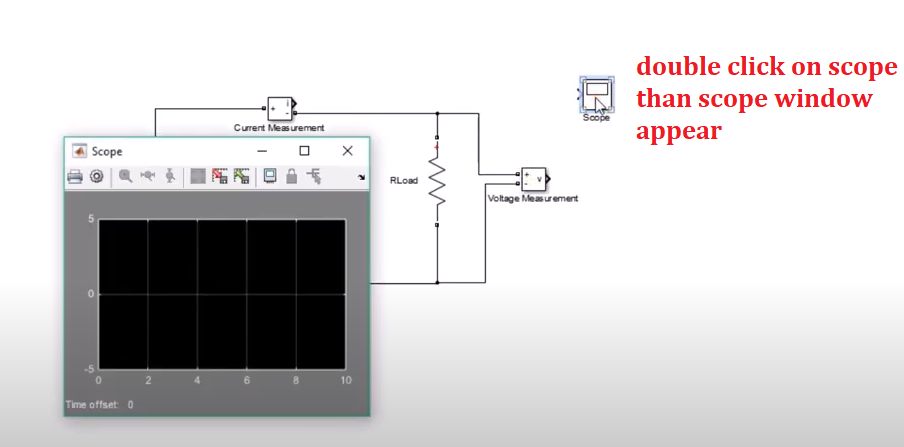 double click on scope
than scope window
appear
Scope
Current Measurement
Scope
RLoad
+
-
i
+
-
v
Voltage Measurement
5
0
-5
0 2 4 6 8 10
Time offset: 0